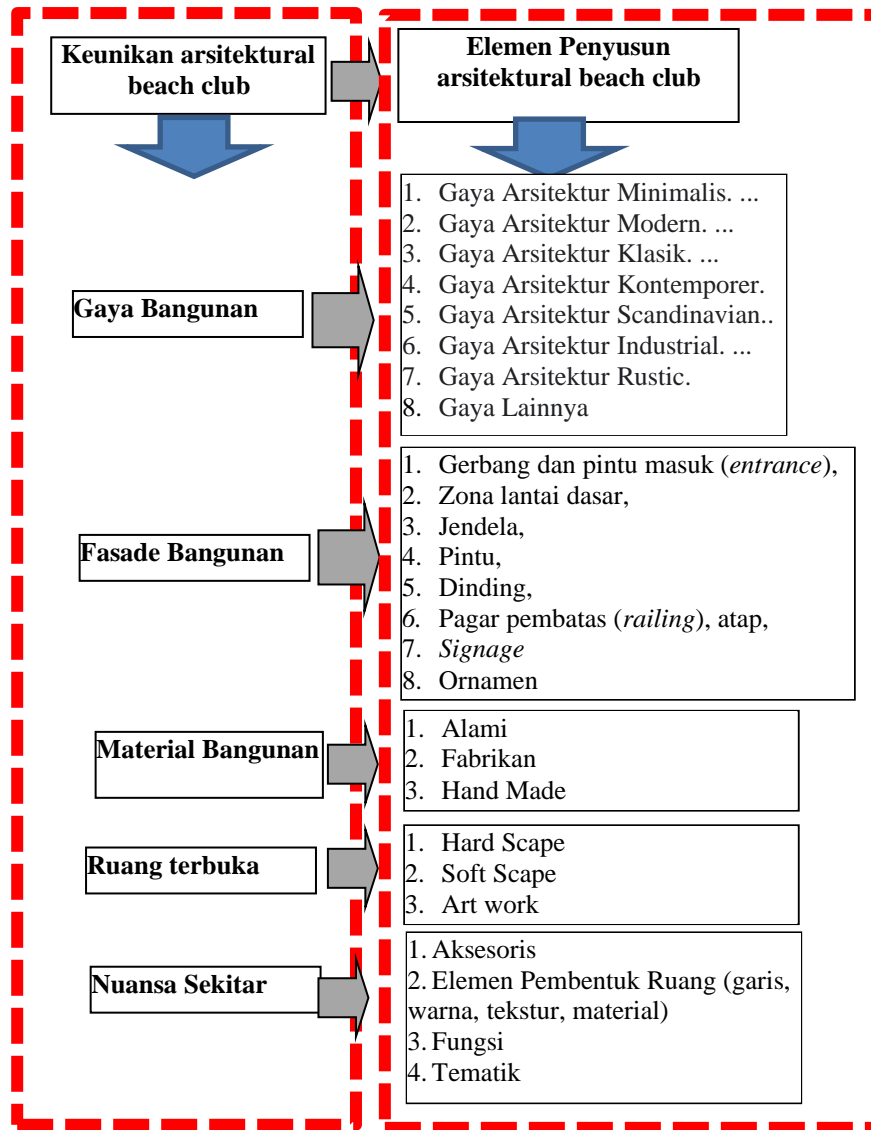 Keunikan arsitektural
beach club
Elemen Penyusun
arsitektural beach club
Gaya Bangunan
1. Gaya Arsitektur Minimalis. ...
2. Gaya Arsitektur Modern. ...
3. Gaya Arsitektur Klasik. ...
4. Gaya Arsitektur Kontemporer.
5. Gaya Arsitektur Scandinavian..
6. Gaya Arsitektur Industrial. ...
7. Gaya Arsitektur Rustic.
8. Gaya Lainnya
Fasade Bangunan
1. Gerbang dan pintu masuk (entrance),
2. Zona lantai dasar,
3. Jendela,
4. Pintu,
5. Dinding,
6. Pagar pembatas (railing), atap,
7. Signage
8. Ornamen
Material Bangunan
1. Alami
2. Fabrikan
3. Hand Made
Ruang terbuka
1. Hard Scape
2. Soft Scape
3. Art work
Nuansa Sekitar
1. Aksesoris
2. Elemen Pembentuk Ruang (garis,
warna, tekstur, material)
3. Fungsi
4. Tematik